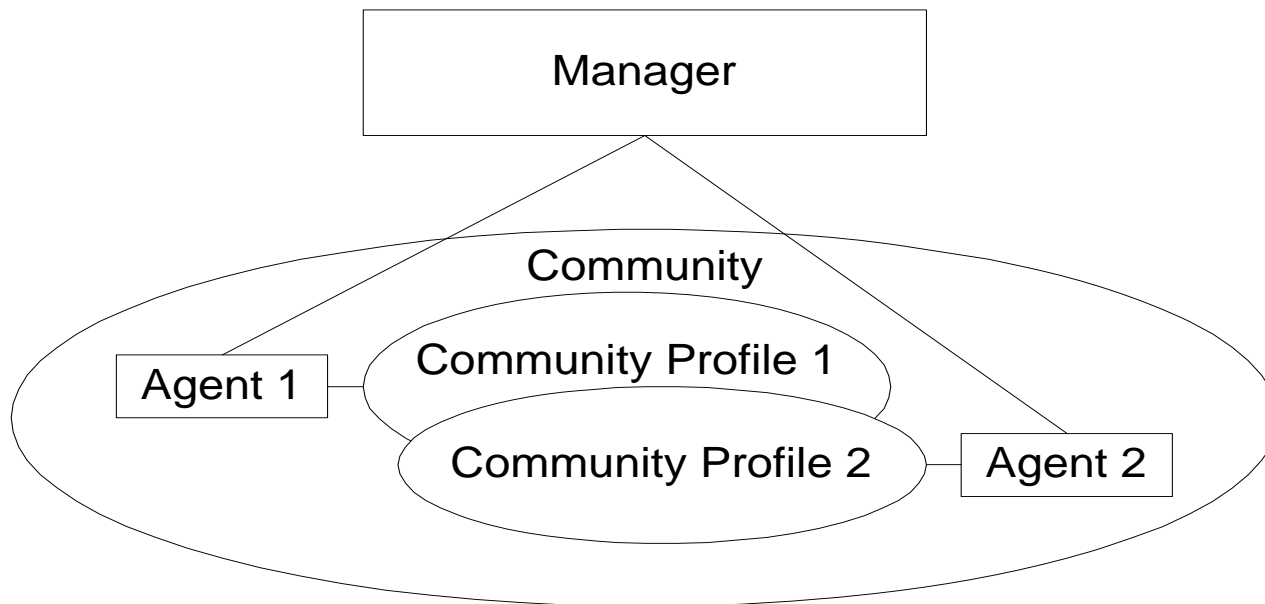 Manager
Community
Community Profile 1
Agent 1
Community Profile 2
Agent 2